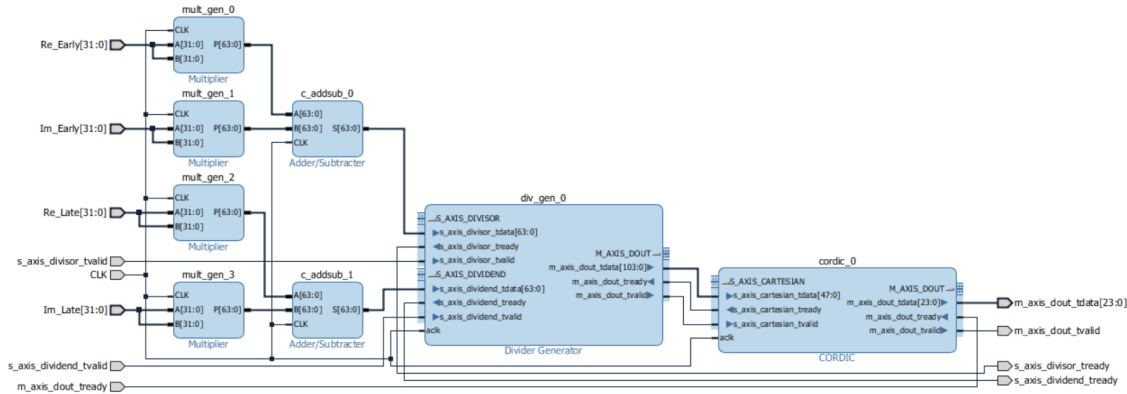 mult_gen_0
CLK
Re_Early[31:0]
A[31:0] P[63:0]
B[31:0]
Multiplier
mult_gen_1
c_addsub_0
CLK
A[63:0]
Im_Early[31:0]
A[31:0] P[63:0]
B[63:0] S[63:0]
B[31:0]
CLK
Multiplier
Adder/Subtracter
mult_gen_2
CLK
Re_Late[31:0]
A[31:0] P[63:0]
B[31:0]
Multiplier
s_axis_divisor_tvalid
CLK
mult_gen_3
c_addsub_1
CLK
A[63:0]
Im_Late[31:0]
A[31:0] P[63:0]
B[63:0] S[63:0]
B[31:0]
CLK
Multiplier
Adder/Subtracter
div_gen_0
S_AXIS_DIVISOR
s_axis_divisor_tdata[63:0]
s_axis_divisor_tready
s_axis_divisor_tvalid
S_AXIS_DIVIDEND
s_axis_dividend_tdata[63:0]
s_axis_dividend_tready
s_axis_dividend_tvalid
aclk
M_AXIS_DOUT
m_axis_dout_tdata[103:0]
m_axis_dout_tready
m_axis_dout_tvalid
Divider Generator
cordic_0
S_AXIS_CARTESIAN
s_axis_cartesian_tdata[47:0]
s_axis_cartesian_tready
s_axis_cartesian_tvalid
aclk
M_AXIS_DOUT
m_axis_dout_tdata[23:0]
m_axis_dout_tready
m_axis_dout_tvalid
CORDIC
m_axis_dout_tdata[23:0]
m_axis_dout_tvalid
s_axis_dividend_tvalid
s_axis_divisor_tready
m_axis_dout_tready
s_axis_dividend_tready